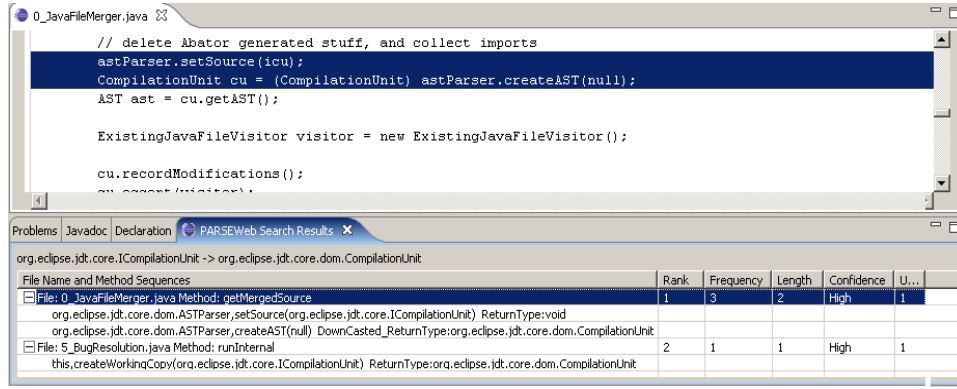 0_JavaFileMerger.java
// delete Abator generated stuff, and collect imports
astParser.setSource(icu);
CompilationUnit cu = (CompilationUnit) astParser.createAST(null);
AST ast = cu.getAST();
ExistingJavaFileVisitor visitor = new ExistingJavaFileVisitor();
cu.recordModifications();
cu.accept(visitor);
Problems Javadoc Declaration PARSEWeb Search Results
org.eclipse.jdt.core.ICompilationUnit -> org.eclipse.jdt.core.dom.CompilationUnit
File Name and Method Sequences Rank Frequency Length Confidence U...
File: 0_JavaFileMerger.java Method: getMergedSource 1 3 2 High 1
org.eclipse.jdt.core.dom.ASTParser,setSource(org.eclipse.jdt.core.ICompilationUnit) ReturnType:void
org.eclipse.jdt.core.dom.ASTParser,createAST(null) DownCasted_ReturnType:org.eclipse.jdt.core.dom.CompilationUnit
File: 5_BugResolution.java Method: runInternal 2 1 1 High 1
this,createWorkingCopy(org.eclipse.jdt.core.ICompilationUnit) ReturnType:org.eclipse.jdt.core.dom.CompilationUnit